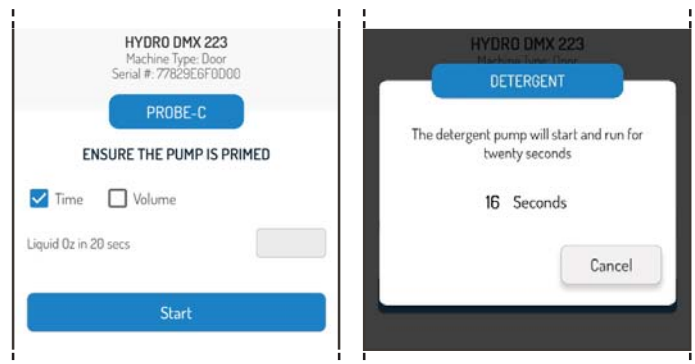 HYDRO DMX 223
Machine Type: Door
Serial #: 77829E6F0D00
PROBE-C
ENSURE THE PUMP IS PRIMED
Time
Volume
Liquid Oz in 20 secs
Start
HYDRO DMX 223
Machine Type: Door
DETERGENT
The detergent pump will start and run for
twenty seconds
16 Seconds
Cancel